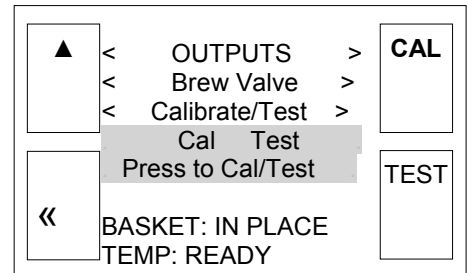 ▲
< OUTPUTS >
CAL
< Brew Valve >
< Calibrate/Test >
Cal Test
Press to Cal/Test
TEST
«
BASKET: IN PLACE
TEMP: READY